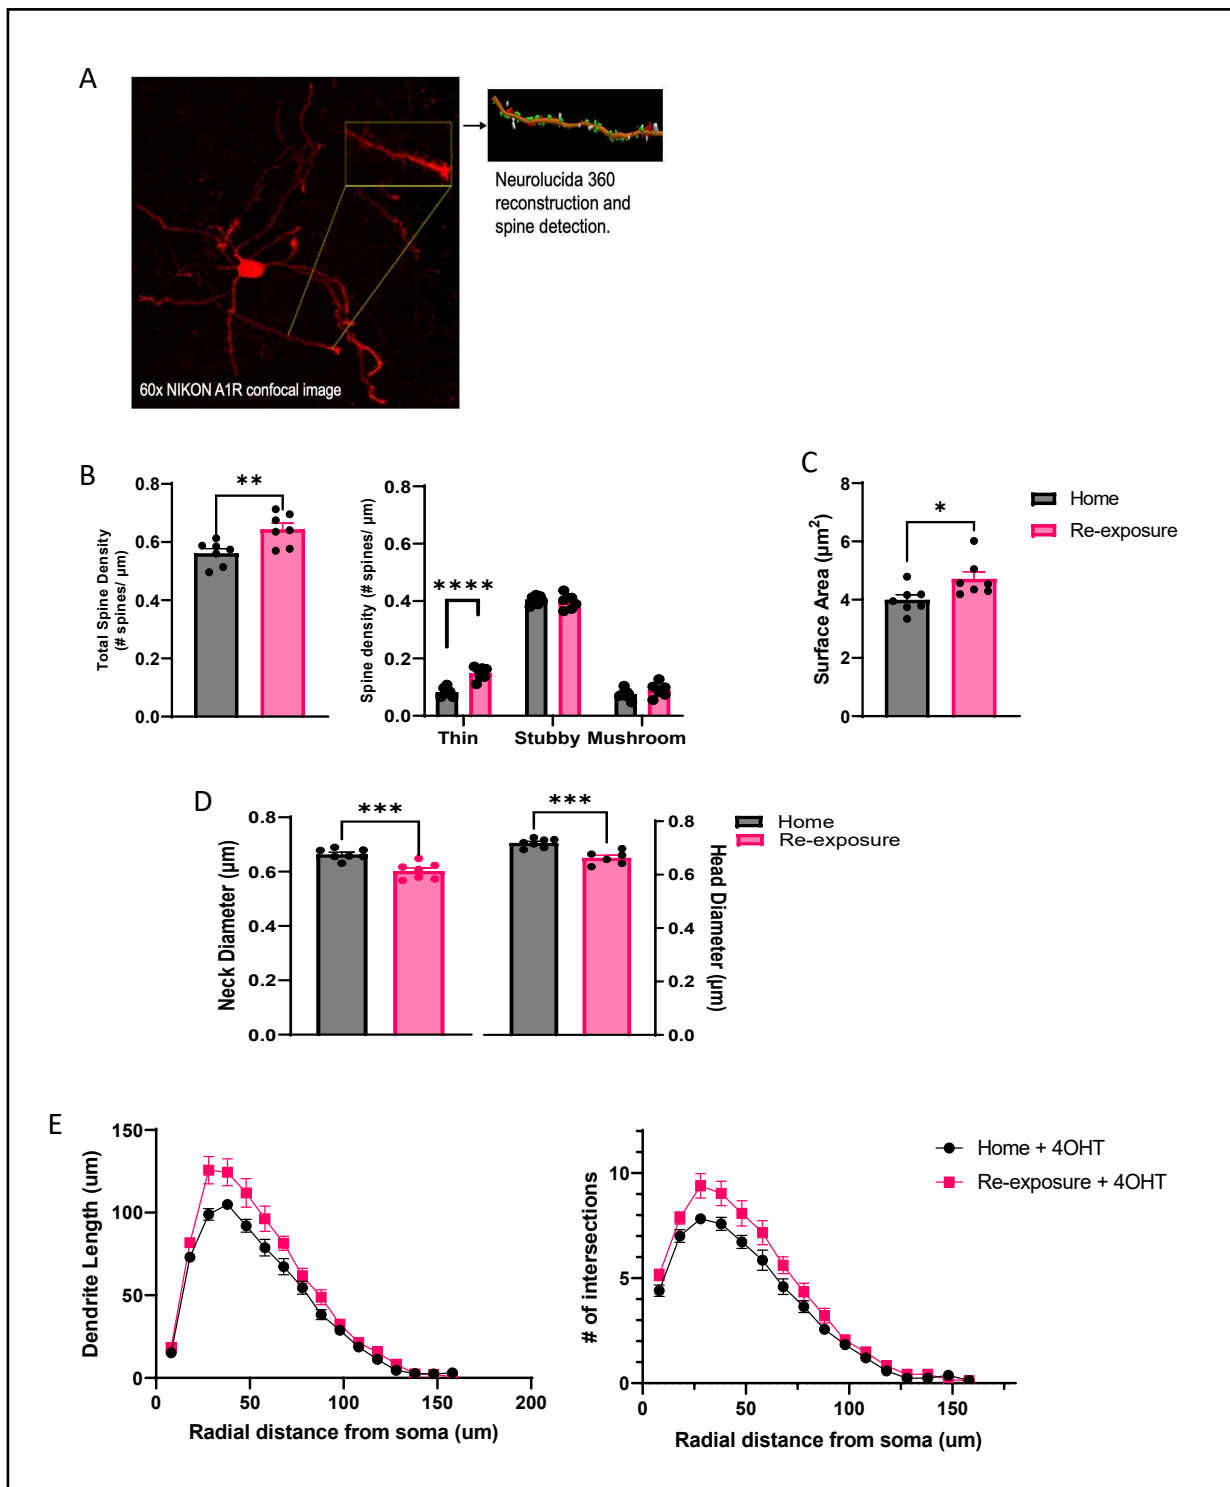 A
60x NIKON A1R confocal image
Neurolucida 360
reconstruction and
spine detection.
B
Total Spine Density
(# spines/ µm)
0.8
0.6
0.4
0.2
0.0
**
Spine density (# spines/ µm)
0.8
0.6
0.4
0.2
0.0
****
Thin Stubby Mushroom
C
Surface Area (µm²)
8
6
4
2
0
*
Home
Re-exposure
D
Neck Diameter (µm)
0.8
0.6
0.4
0.2
0.0
***
***
0.8
0.6
0.4
0.2
0.0
Head Diameter (µm)
Home
Re-exposure
E
Dendrite Length (um)
150
100
50
0
0 50 100 150 200
Radial distance from soma (um)
# of intersections
10
5
0
0 50 100 150
Radial distance from soma (um)
Home + 4OHT
Re-exposure + 4OHT